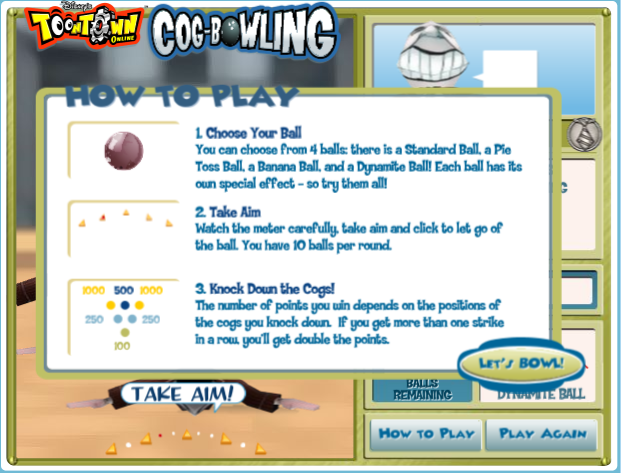 Disney's
TOONTOWN
ONLINE
COG-BOWLING
HOW TO PLAY
1. Choose Your Ball
You can choose from 4 balls: there is a Standard Ball, a Pie
Toss Ball, a Banana Ball, and a Dynamite Ball! Each ball has its
own special effect - so try them all!
2. Take Aim
Watch the meter carefully, take aim and click to let go of
the ball. You have 10 balls per round.
1000 500 1000
250 250
100
3. Knock Down the Cogs!
The number of points you win depends on the positions of
the cogs you knock down. If you get more than one strike
in a row, you'll get double the points.
LET'S BOWL!
TAKE AIM!
BALLS
REMAINING
DYNAMITE BALL
HOW TO PLAY
PLAY AGAIN